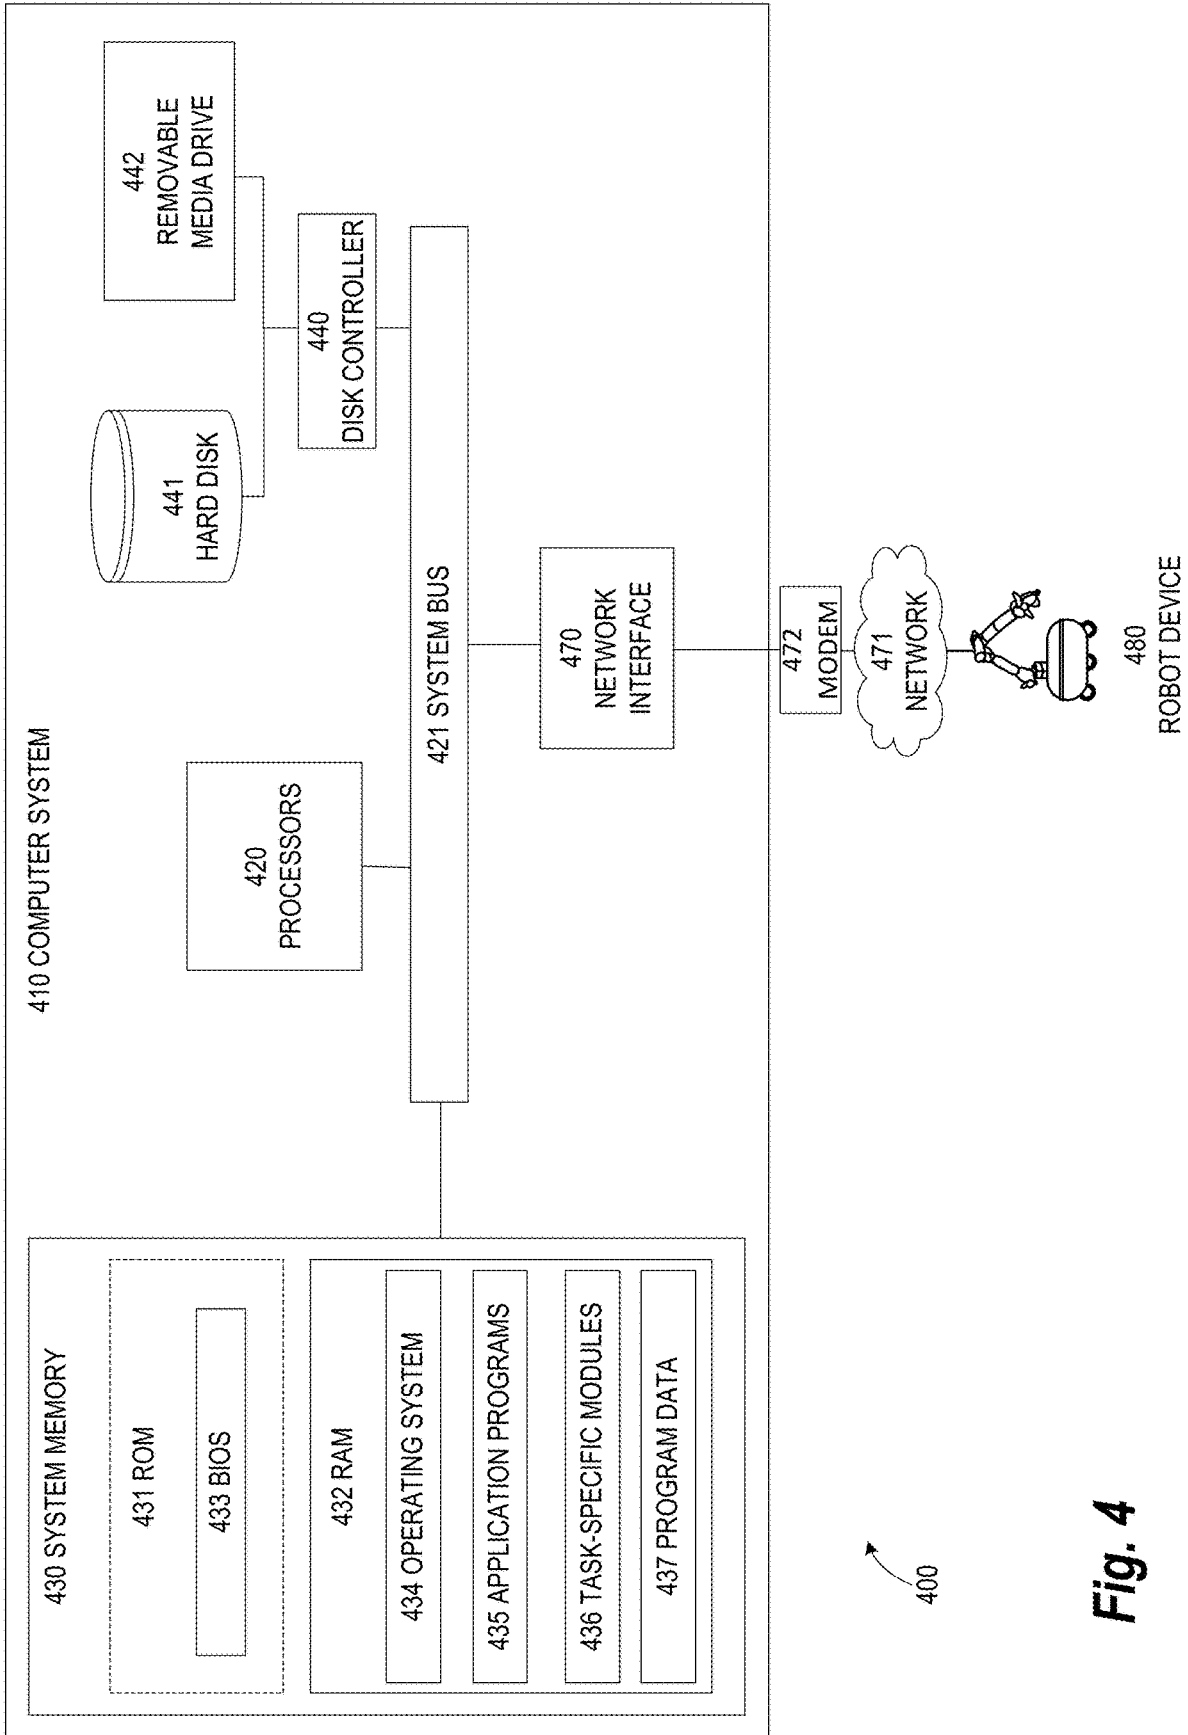 410 COMPUTER SYSTEM
430 SYSTEM MEMORY
431 ROM
433 BIOS
432 RAM
434 OPERATING SYSTEM
435 APPLICATION PROGRAMS
436 TASK-SPECIFIC MODULES
437 PROGRAM DATA
420
PROCESSORS
441
HARD DISK
442
REMOVABLE
MEDIA DRIVE
440
DISK CONTROLLER
421 SYSTEM BUS
470
NETWORK
INTERFACE
472
MODEM
471
NETWORK
480
ROBOT DEVICE
400
Fig. 4